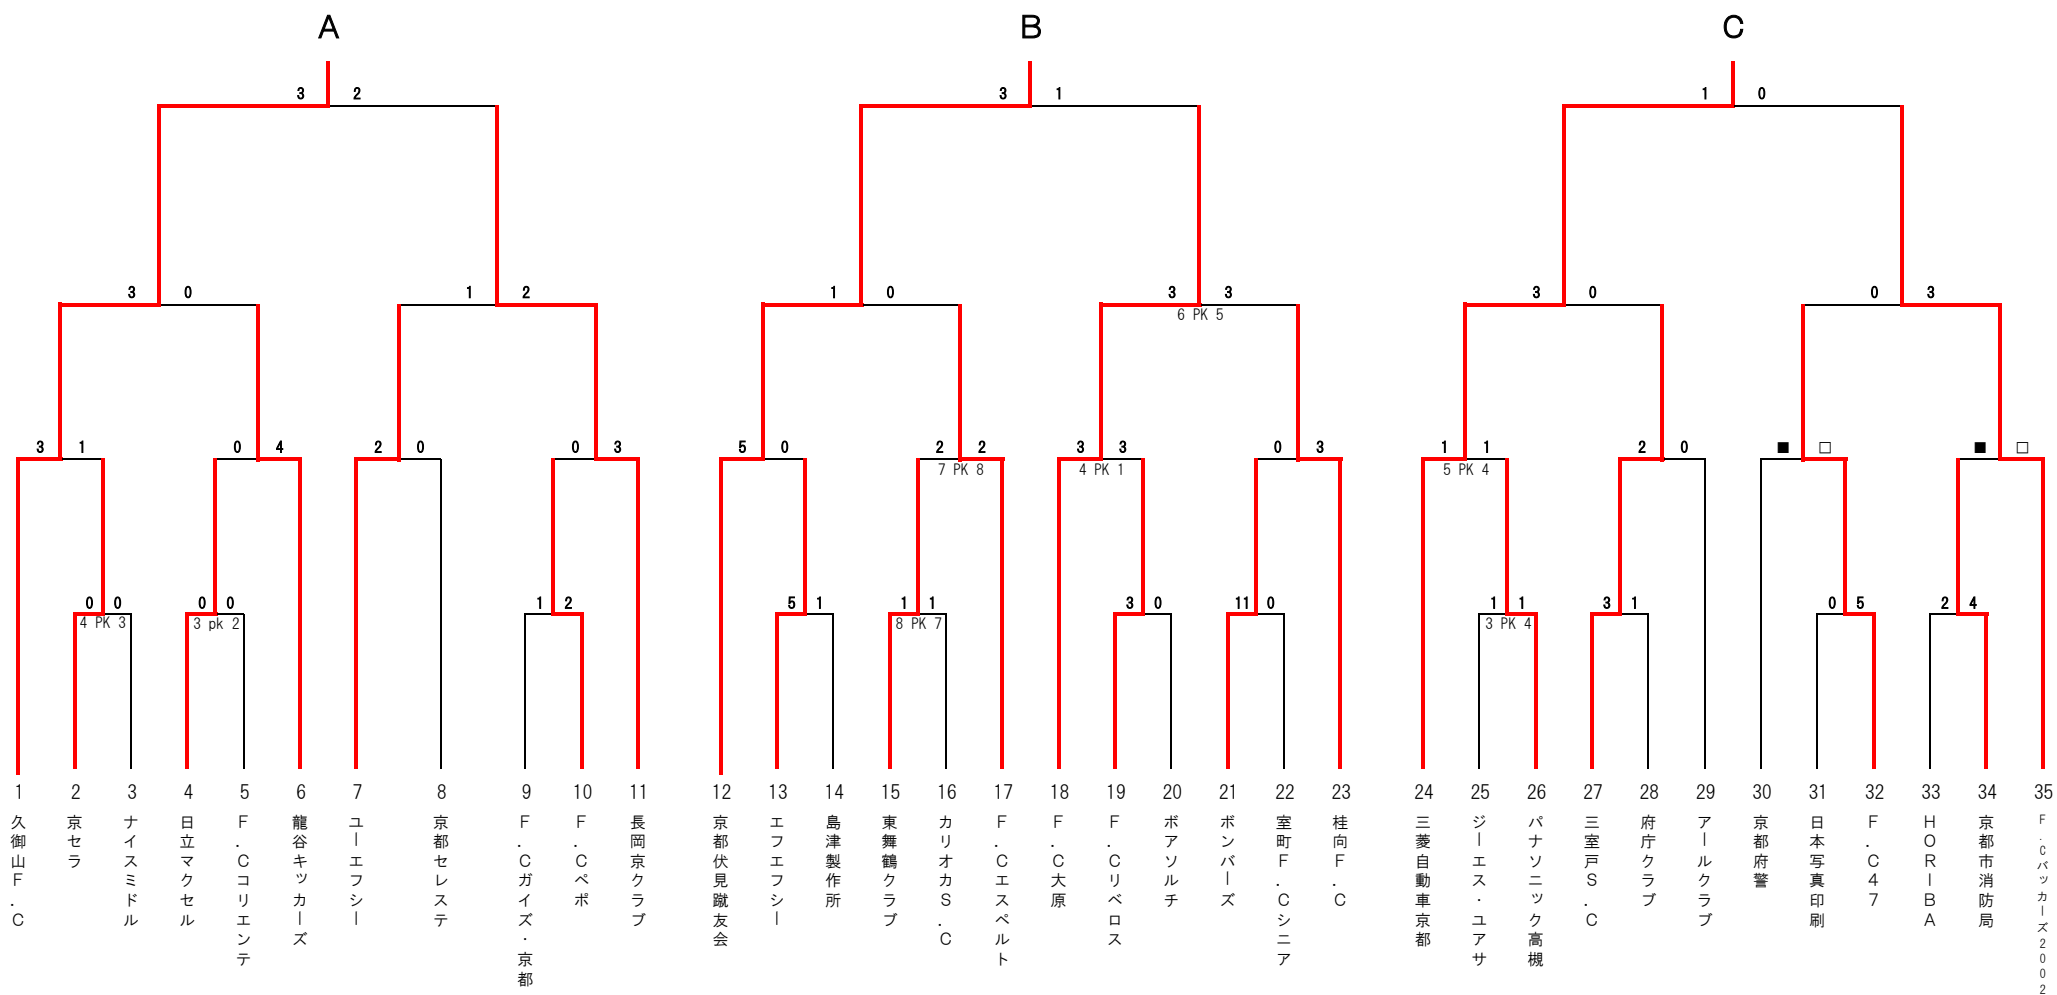 A
B
C
3 2
3 1
1 0
3 0
1 2
1 0
3 3
6 PK 5
3 0
0 3
3 1
0 4
2 0
0 3
5 0
2 2
7 PK 8
3 3
4 PK 1
0 3
1 1
5 PK 4
2 0
■ □
■ □
0 0
4 PK 3
0 0
3 pk 2
1 2
5 1
1 1
8 PK 7
3 0
11 0
1 1
3 PK 4
3 1
0 5
2 4
1 久御山F.C
2 京セラ
3 ナイスミドル
4 日立マクセル
5 F.Cコリエンテ
6 龍谷キッカーズ
7 ユーエフシー
8 京都セレステ
9 F.Cガイズ・京都
10 F.Cペポ
11 長岡京クラブ
12 京都伏見蹴友会
13 エフエフシー
14 島津製作所
15 東舞鶴クラブ
16 カリオカS.C
17 F.Cエスペルト
18 F.C大原
19 F.Cリベロス
20 ボアソルチ
21 ボンバーズ
22 室町F.Cシニア
23 桂向F.C
24 三菱自動車京都
25 ジーエス・ユアサ
26 パナソニック高槻
27 三室戸S.C
28 府庁クラブ
29 アールクラブ
30 京都府警
31 日本写真印刷
32 F.C47
33 HORIBA
34 京都市消防局
35 F.Cバッカーズ2002